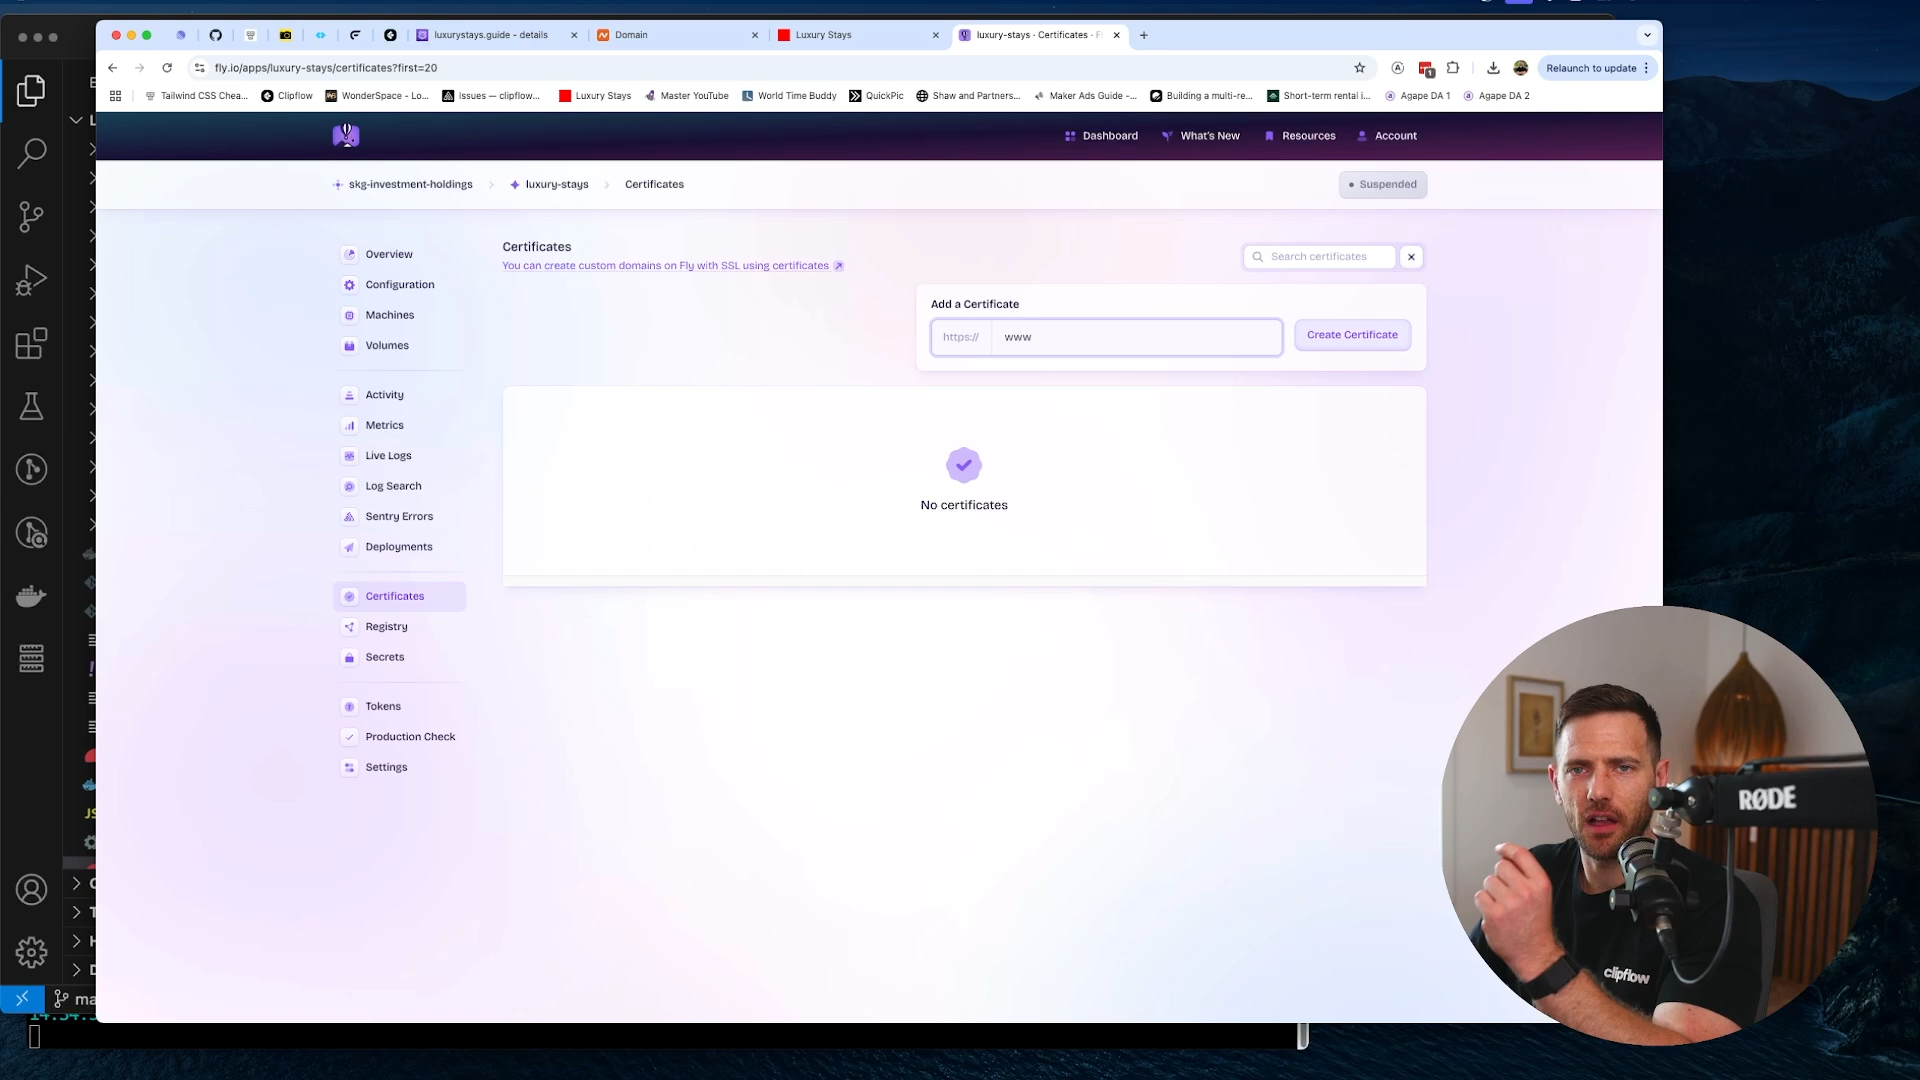 luxurystays.guide - details
Domain
Luxury Stays
luxury-stays · Certificates · F
fly.io/apps/luxury-stays/certificates?first=20
1
Relaunch to update
Tailwind CSS Chea...
Clipflow
WonderSpace - Lo...
Issues — clipflow...
Luxury Stays
Master YouTube
World Time Buddy
QuickPic
Shaw and Partners...
Maker Ads Guide -...
Building a multi-re...
Short-term rental i...
Agape DA 1
Agape DA 2
Dashboard
What's New
Resources
Account
skg-investment-holdings
luxury-stays
Certificates
Suspended
Overview
Configuration
Machines
Volumes
Activity
Metrics
Live Logs
Log Search
Sentry Errors
Deployments
Certificates
Registry
Secrets
Tokens
Production Check
Settings
Certificates
You can create custom domains on Fly with SSL using certificates
Search certificates
Add a Certificate
https://
www
Create Certificate
No certificates
RØDE
clipflow
ma